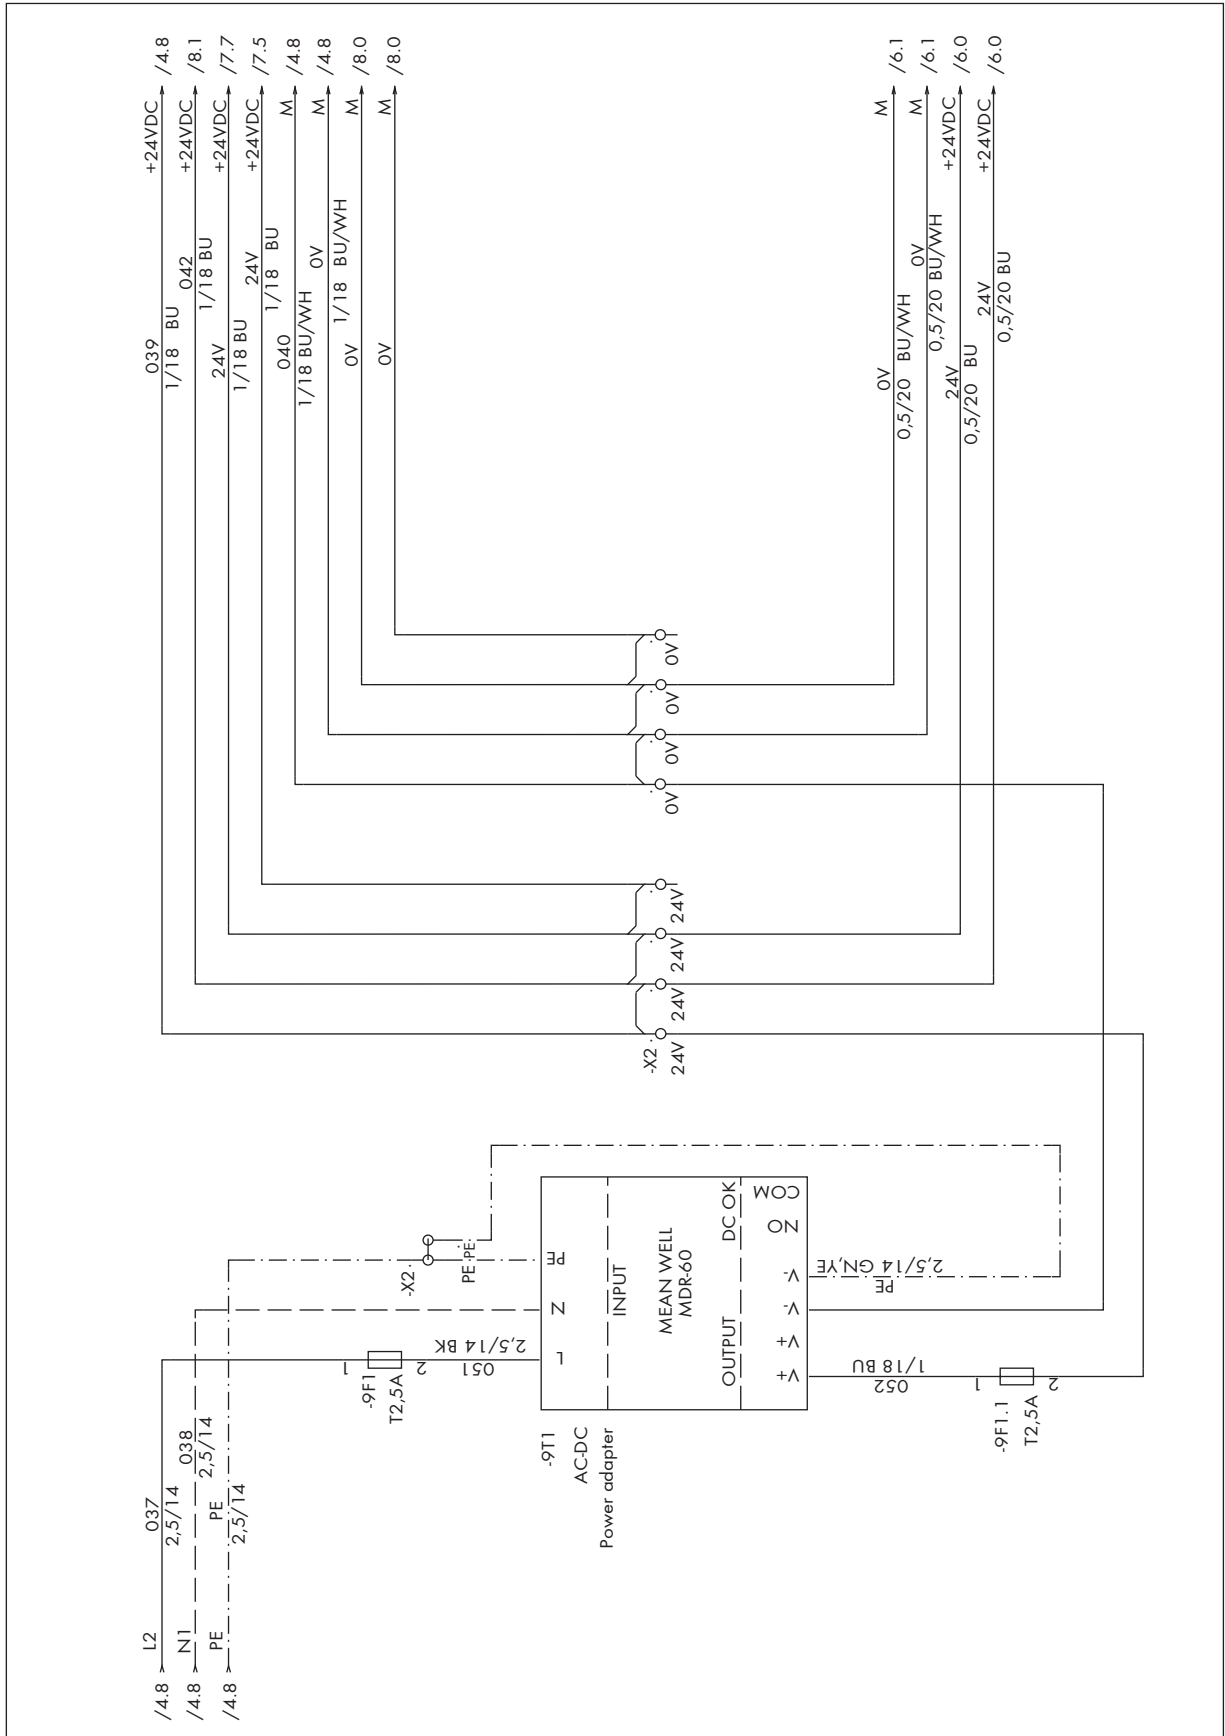 L2
/4.8
037
2,5/14
N1
/4.8
038
2,5/14
PE
/4.8
PE
2,5/14
039
1/18 BU
+24VDC
/4.8
042
1/18 BU
+24VDC
/8.1
24V
1/18 BU
+24VDC
/7.7
24V
1/18 BU
+24VDC
/7.5
040
1/18 BU/WH
M
/4.8
0V
1/18 BU/WH
M
/4.8
0V
M
/8.0
0V
M
/8.0
-9F1
T2,5A
1
2
051
2,5/14 BK
-X2.
PE
PE
-9T1
AC-DC
Power adapter
L
N
PE
INPUT
MEAN WELL
MDR-60
OUTPUT
DC OK
V+
V+
V-
V-
NO
COM
-X2.
24V
24V
24V
24V
0V
0V
0V
0V
052
1/18 BU
PE
2,5/14 GN,YE
-9F1.1
T2,5A
1
2
0V
0,5/20 BU/WH
M
/6.1
0V
0,5/20 BU/WH
M
/6.1
24V
0,5/20 BU
+24VDC
/6.0
24V
0,5/20 BU
+24VDC
/6.0